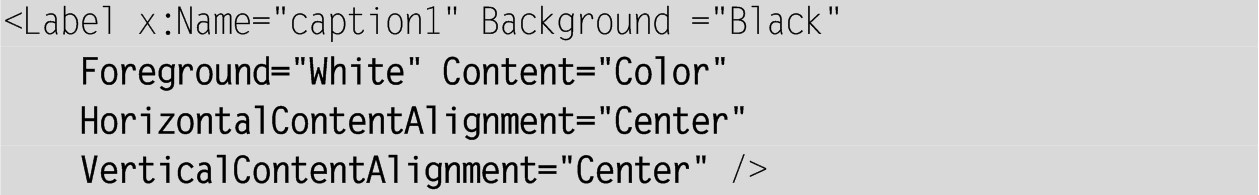 <Label x:Name="caption1" Background ="Black"
Foreground="White" Content="Color"
HorizontalContentAlignment="Center"
VerticalContentAlignment="Center" />